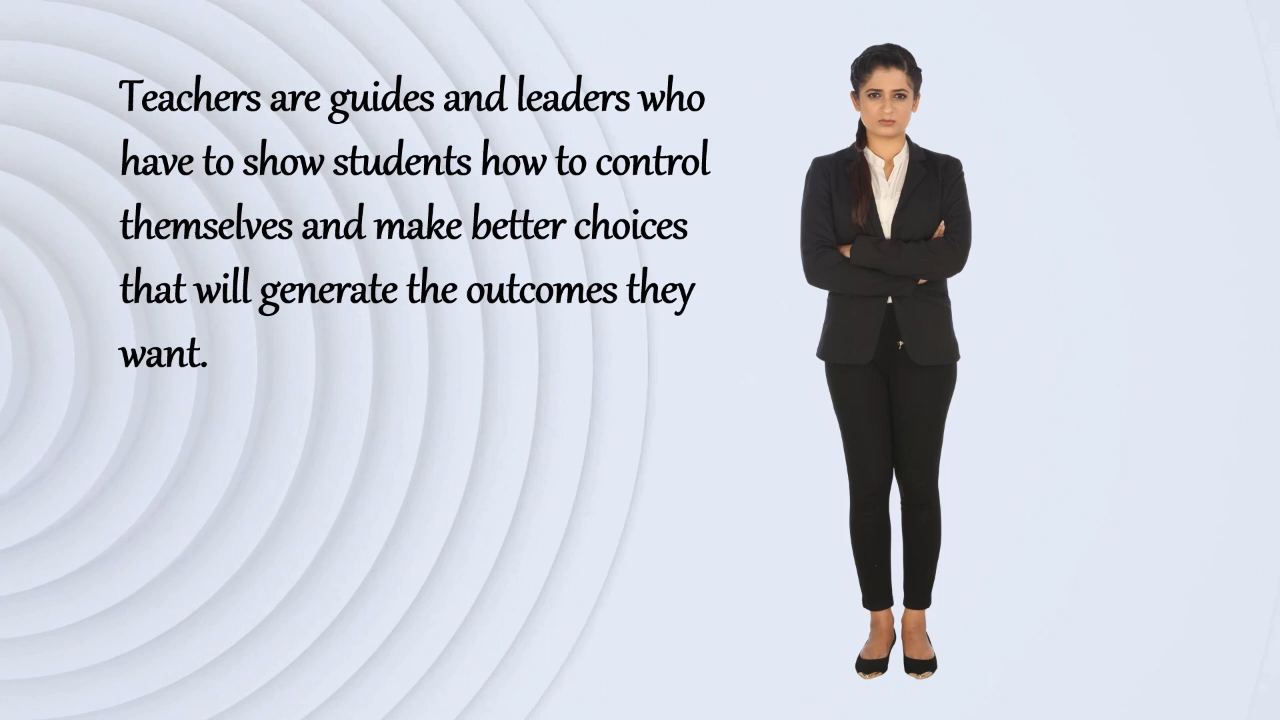 Teachers are guides and leaders who
have to show students how to control
themselves and make better choices
that will generate the outcomes they
want.